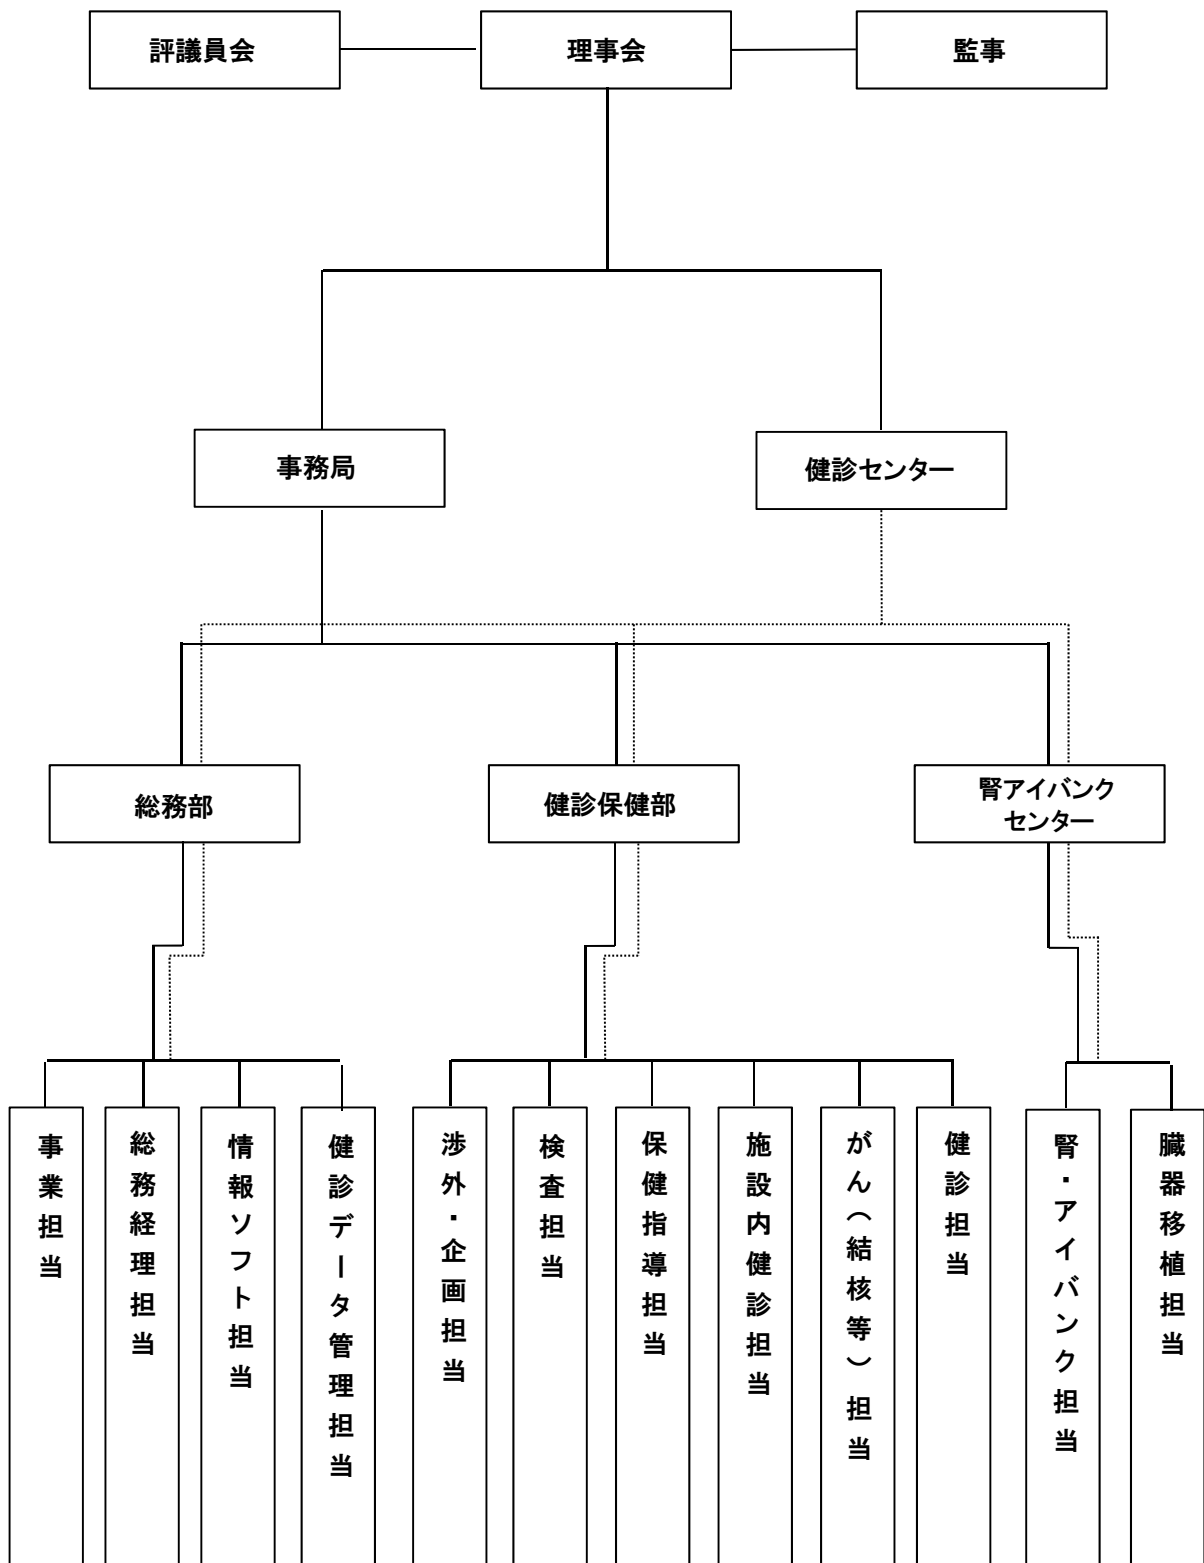 評議員会
理事会
監事
事務局
健診センター
総務部
健診保健部
腎アイバンク
センター
事業担当
総務経理担当
情報ソフト担当
健診データ管理担当
渉外・企画担当
検査担当
保健指導担当
施設内健診担当
がん（結核等）担当
健診担当
腎・アイバンク担当
臓器移植担当